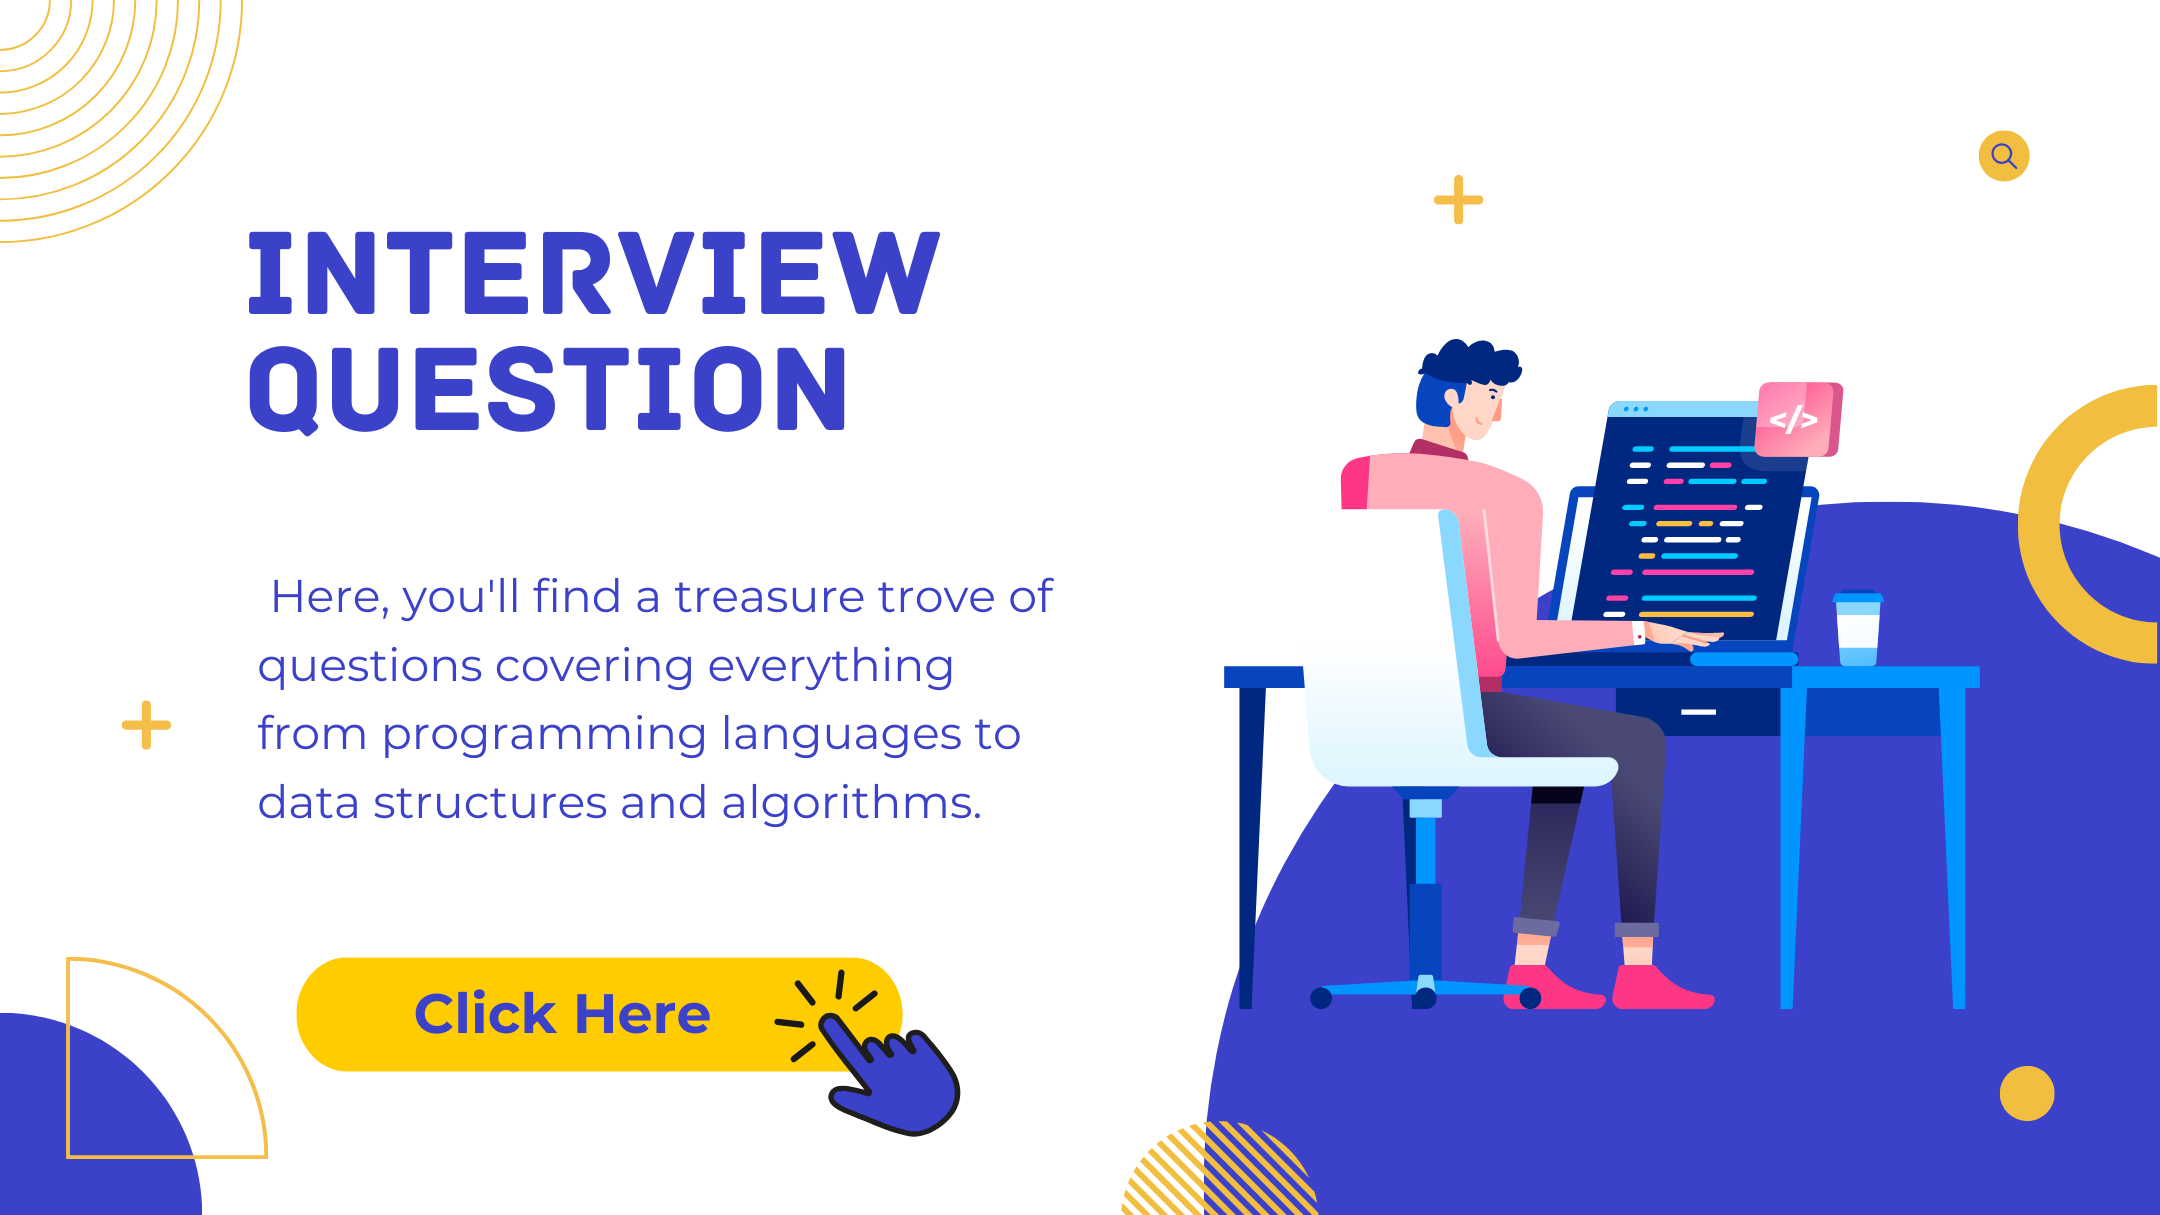 INTERVIEW
QUESTION
Here, you'll find a treasure trove of
questions covering everything
from programming languages to
data structures and algorithms.
Click Here
</>